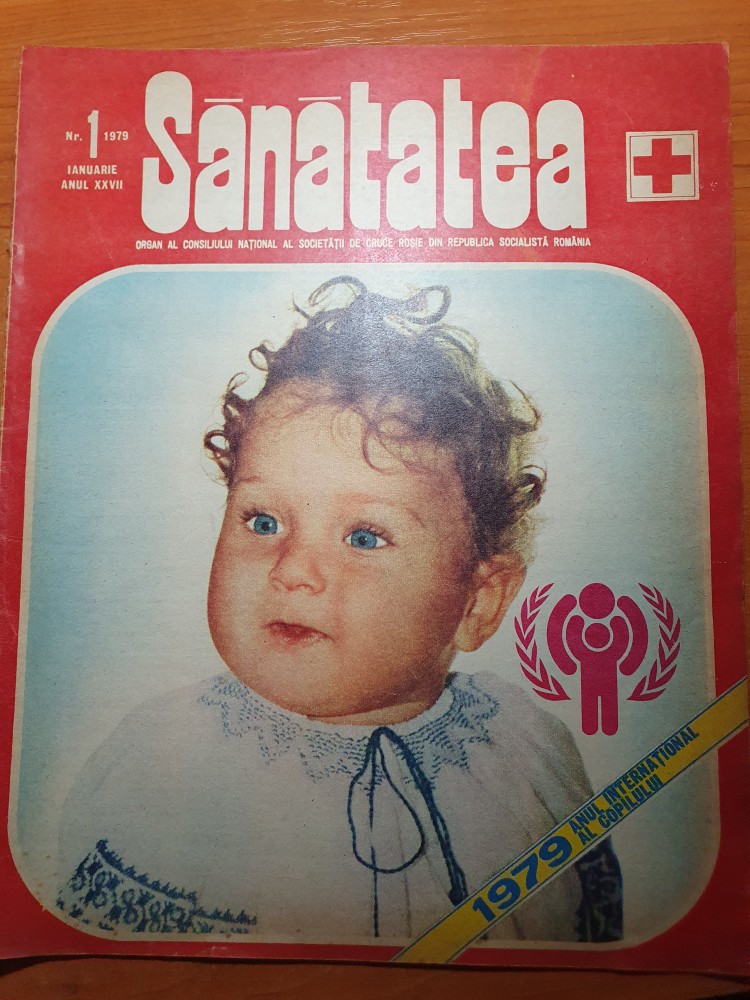 Sănătatea
Nr. 1 1979
IANUARIE
ANUL XXVII
ORGAN AL CONSILIULUI NAȚIONAL AL SOCIETĂȚII DE CRUCE ROȘIE DIN REPUBLICA SOCIALISTĂ ROMÂNIA
1979 ANUL INTERNAȚIONAL
AL COPILULUI